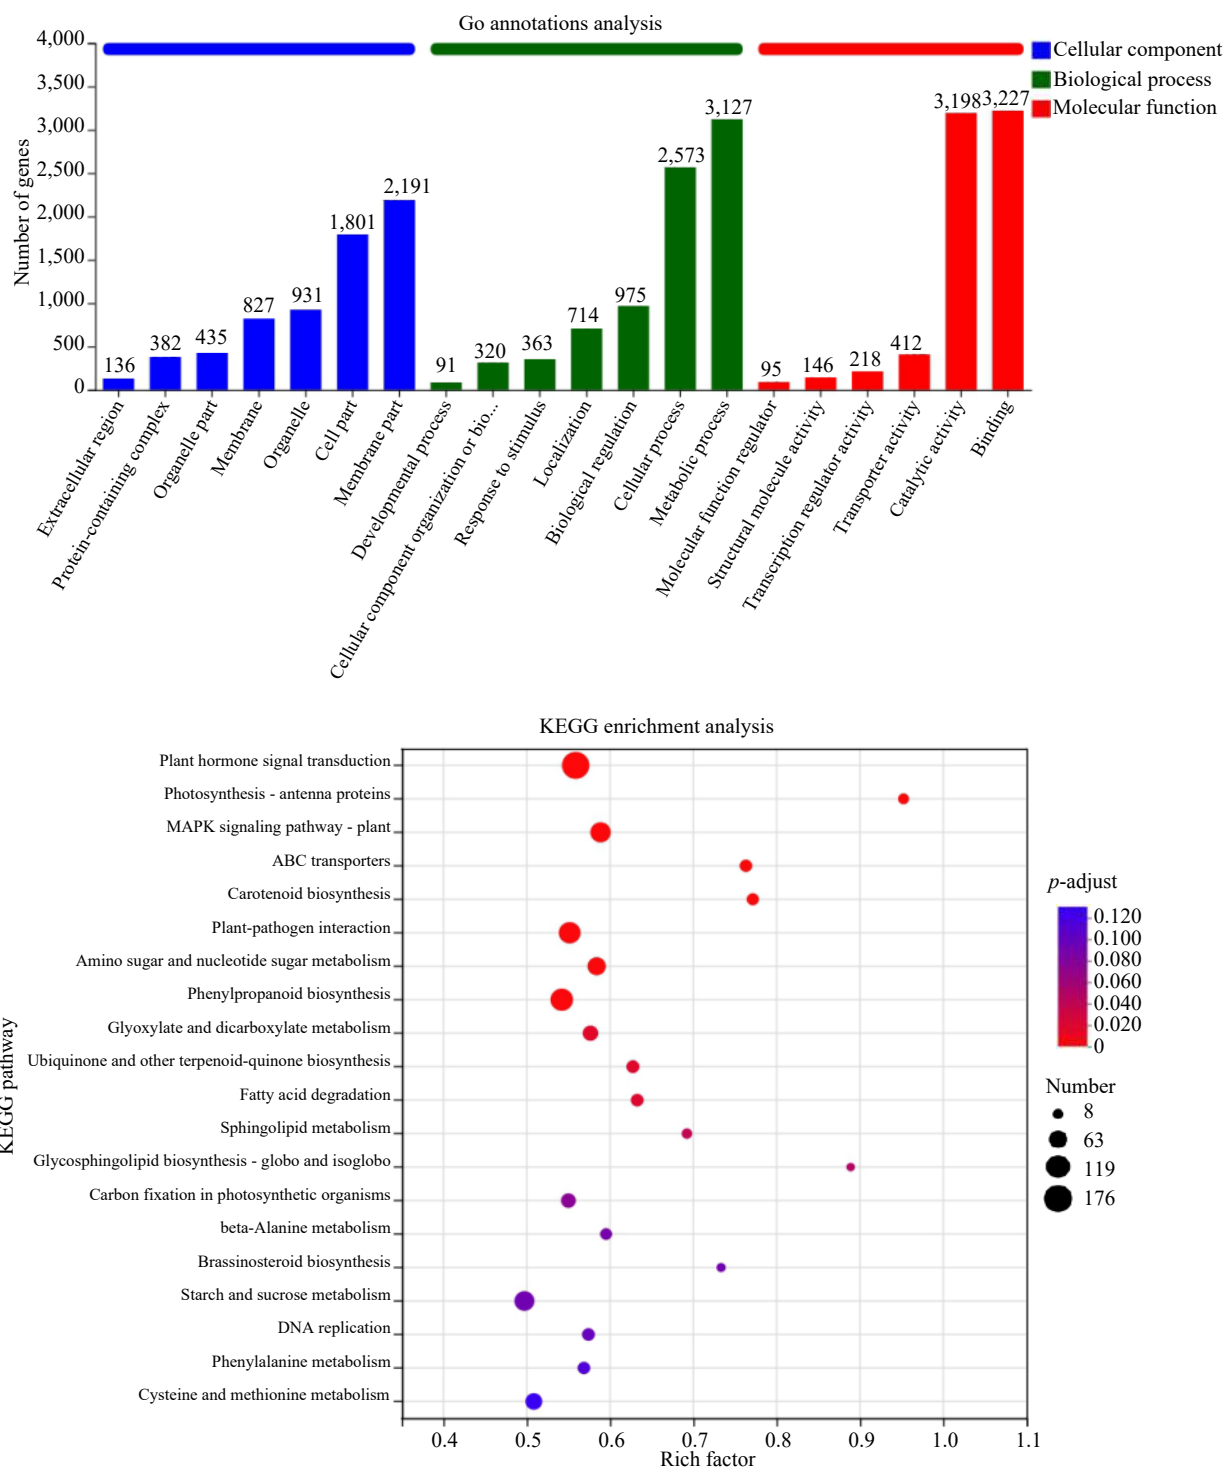 Go annotations analysis
Number of genes
4,000
3,500
3,000
2,500
2,000
1,500
1,000
500
0
136
382
435
827
931
1,801
2,191
91
320
363
714
975
2,573
3,127
95
146
218
412
3,198
3,227
Cellular component
Biological process
Molecular function
Extracellular region
Protein-containing complex
Organelle part
Membrane
Organelle
Cell part
Membrane part
Developmental process
Cellular component organization or bio...
Response to stimulus
Localization
Biological regulation
Cellular process
Metabolic process
Molecular function regulator
Structural molecule activity
Transcription regulator activity
Transporter activity
Catalytic activity
Binding
KEGG enrichment analysis
KEGG pathway
Plant hormone signal transduction
Photosynthesis - antenna proteins
MAPK signaling pathway - plant
ABC transporters
Carotenoid biosynthesis
Plant-pathogen interaction
Amino sugar and nucleotide sugar metabolism
Phenylpropanoid biosynthesis
Glyoxylate and dicarboxylate metabolism
Ubiquinone and other terpenoid-quinone biosynthesis
Fatty acid degradation
Sphingolipid metabolism
Glycosphingolipid biosynthesis - globo and isoglobo
Carbon fixation in photosynthetic organisms
beta-Alanine metabolism
Brassinosteroid biosynthesis
Starch and sucrose metabolism
DNA replication
Phenylalanine metabolism
Cysteine and methionine metabolism
0.4
0.5
0.6
0.7
0.8
0.9
1.0
1.1
Rich factor
p-adjust
0.120
0.100
0.080
0.060
0.040
0.020
0
Number
8
63
119
176